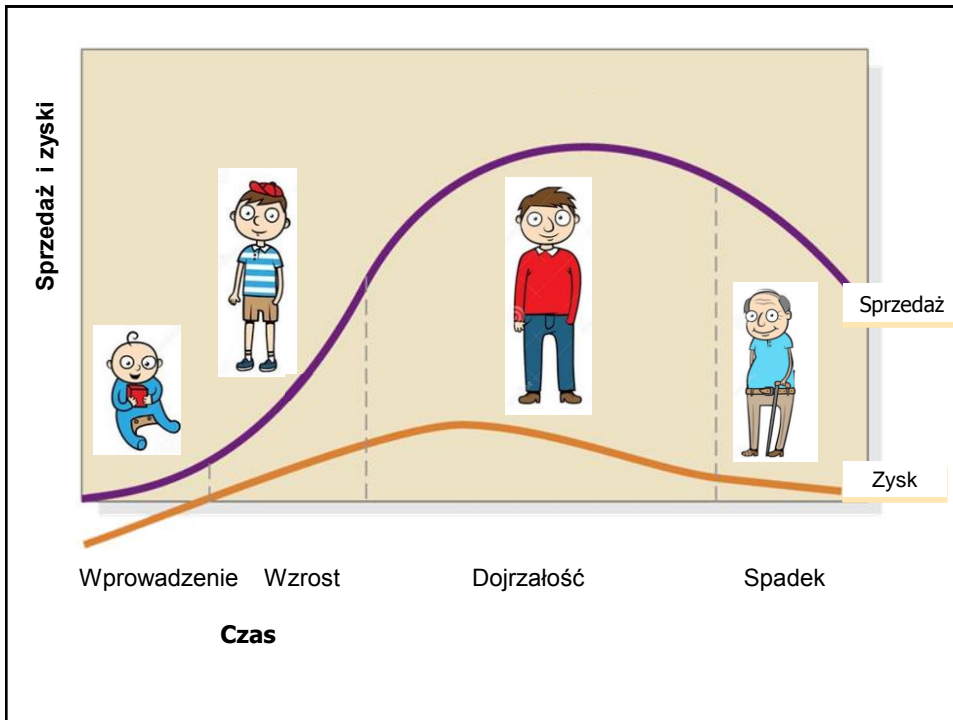 Sprzedaż i zyski
Sprzedaż
Zysk
Wprowadzenie Wzrost Dojrzałość Spadek
Czas